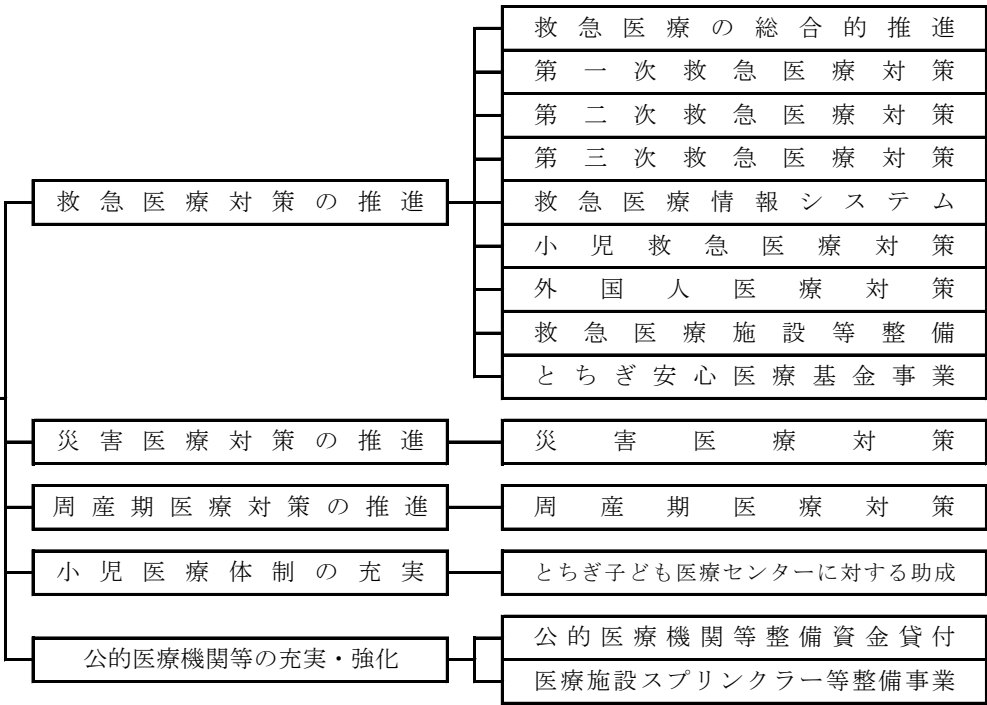 救急医療対策の推進
救急医療の総合的推進
第一次救急医療対策
第二次救急医療対策
第三次救急医療対策
救急医療情報システム
小児救急医療対策
外国人医療対策
救急医療施設等整備
とちぎ安心医療基金事業
災害医療対策の推進
災害医療対策
周産期医療対策の推進
周産期医療対策
小児医療体制の充実
とちぎ子ども医療センターに対する助成
公的医療機関等の充実・強化
公的医療機関等整備資金貸付
医療施設スプリンクラー等整備事業